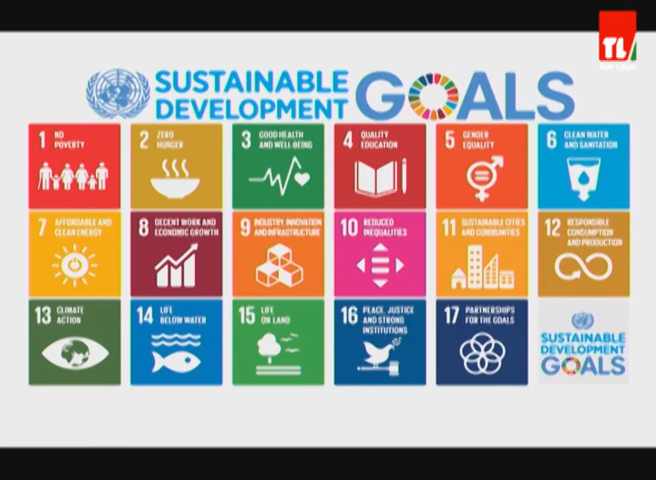 TL
SUSTAINABLE
DEVELOPMENT
GOALS
1 NO
POVERTY
2 ZERO
HUNGER
3 GOOD HEALTH
AND WELL-BEING
4 QUALITY
EDUCATION
5 GENDER
EQUALITY
6 CLEAN WATER
AND SANITATION
7 AFFORDABLE AND
CLEAN ENERGY
8 DECENT WORK AND
ECONOMIC GROWTH
9 INDUSTRY, INNOVATION
AND INFRASTRUCTURE
10 REDUCED
INEQUALITIES
11 SUSTAINABLE CITIES
AND COMMUNITIES
12 RESPONSIBLE
CONSUMPTION
AND PRODUCTION
13 CLIMATE
ACTION
14 LIFE
BELOW WATER
15 LIFE
ON LAND
16 PEACE, JUSTICE
AND STRONG
INSTITUTIONS
17 PARTNERSHIPS
FOR THE GOALS
SUSTAINABLE
DEVELOPMENT
GOALS